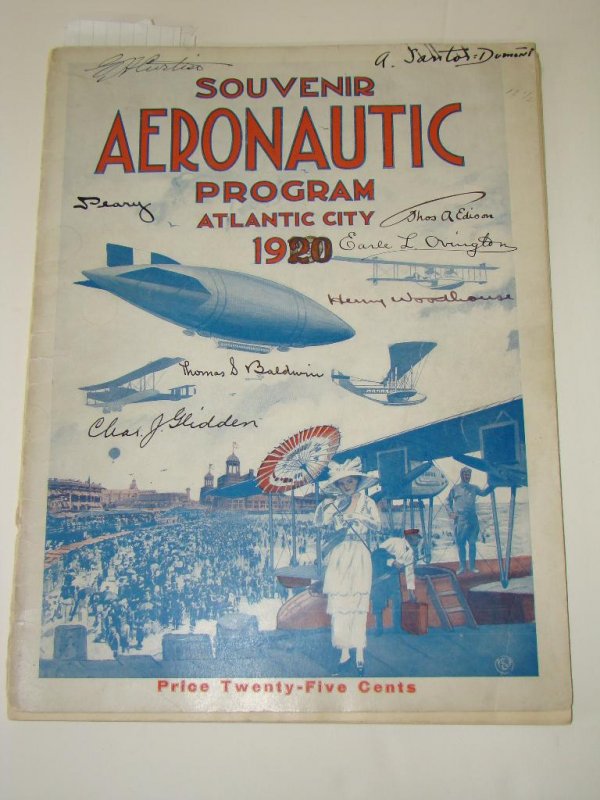 G H Curtiss
A. Santos=Dumont
SOUVENIR
AERONAUTIC
PROGRAM
Peary
ATLANTIC CITY
Thos A Edison
1920
Earle L. Ovington
Henry Woodhouse
Thomas S Baldwin
Chas. J. Glidden
Price Twenty-Five Cents